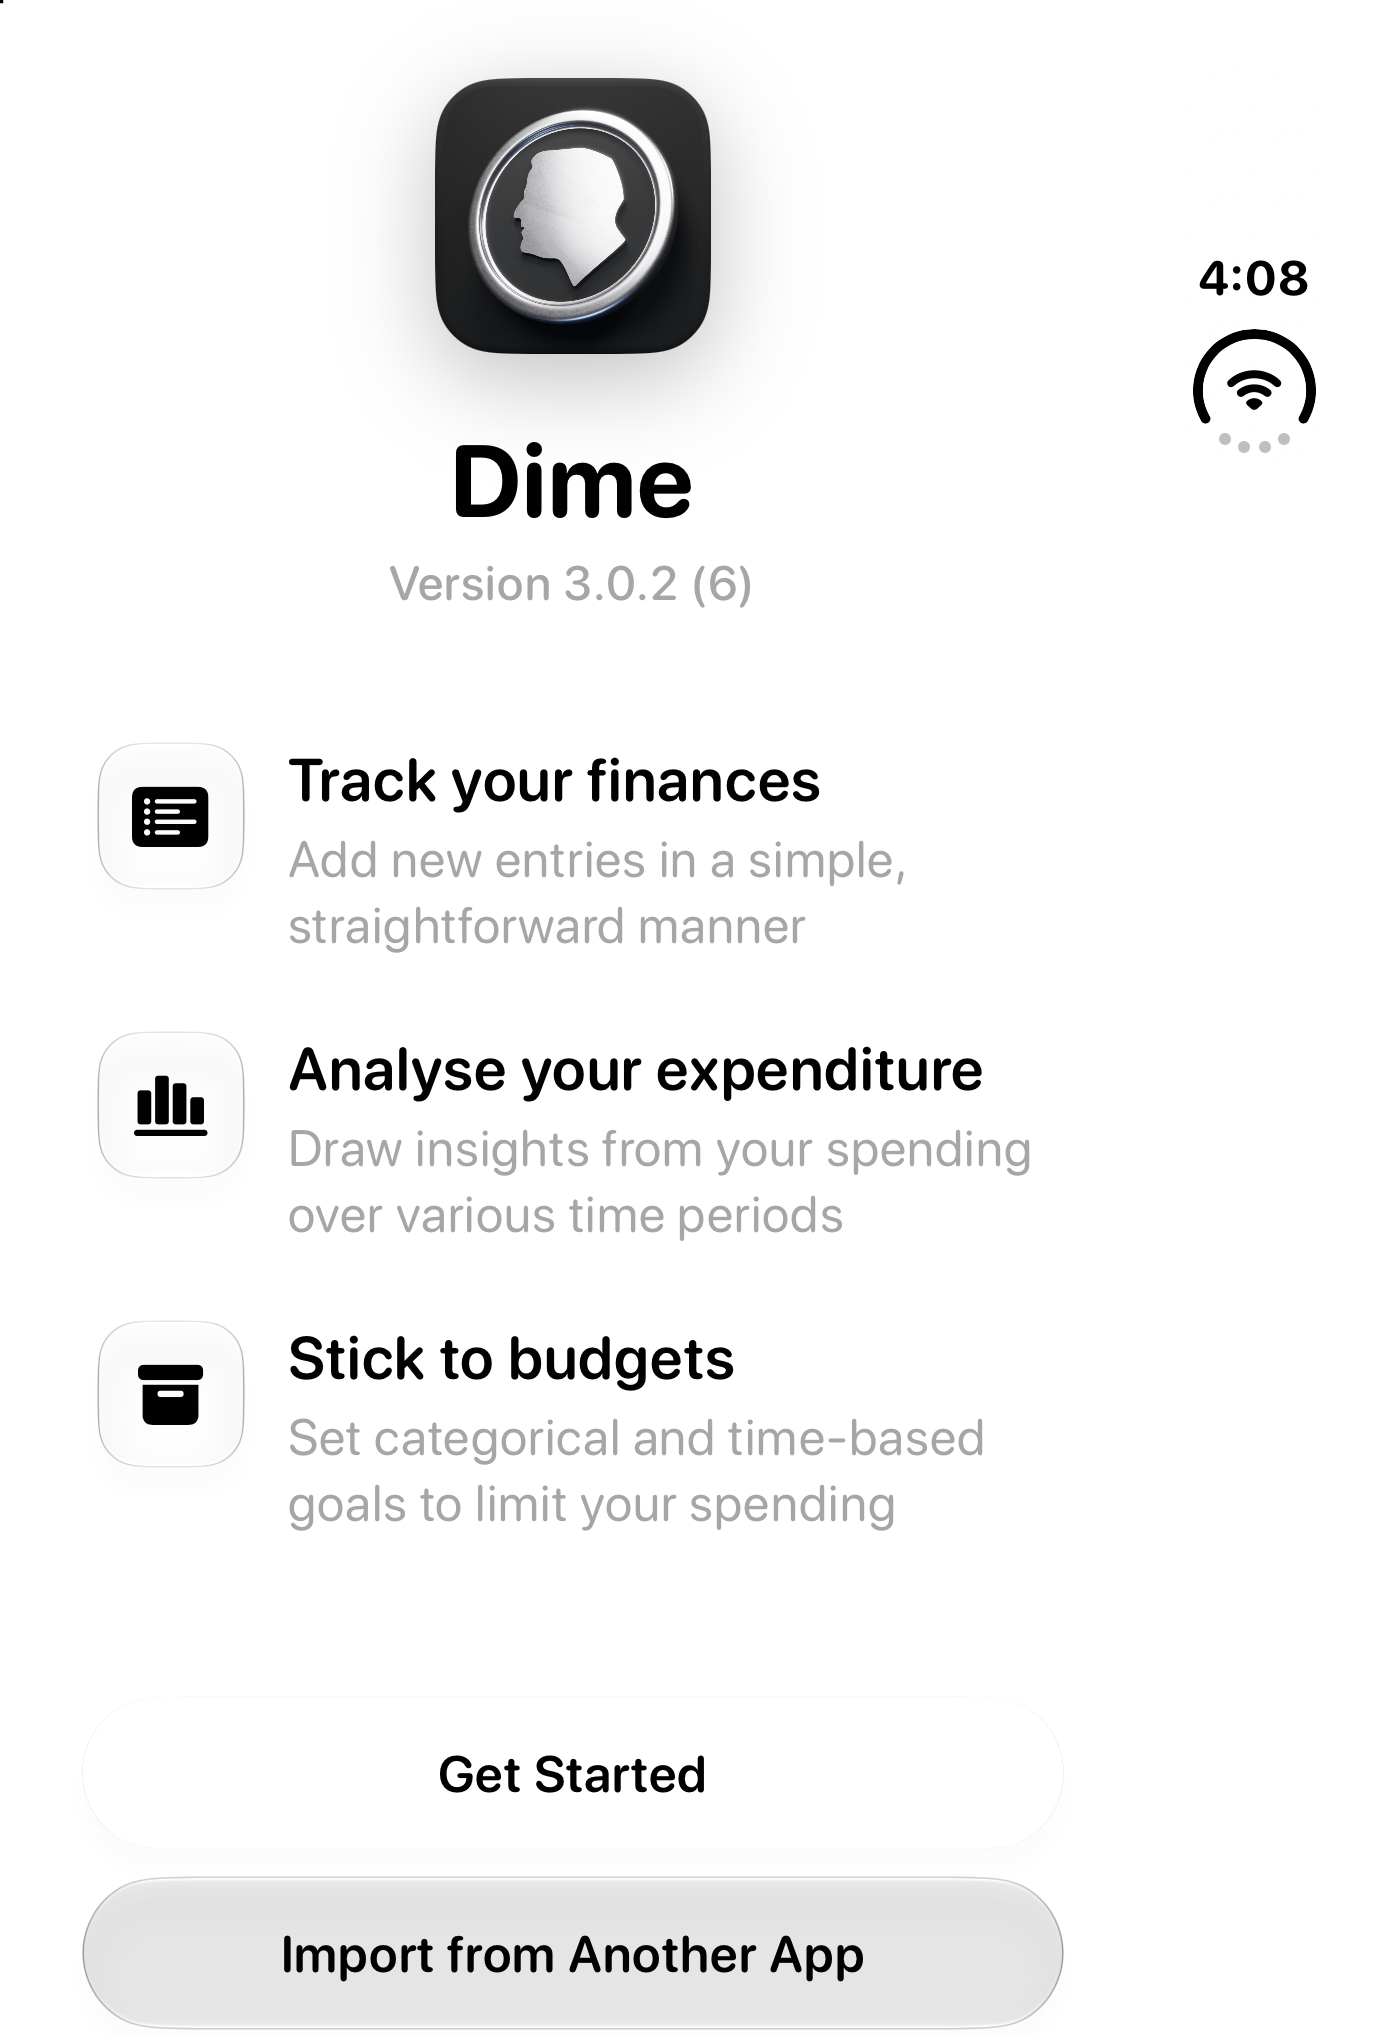 4:08
Dime
Version 3.0.2 (6)
Track your finances
Add new entries in a simple,
straightforward manner
Analyse your expenditure
Draw insights from your spending
over various time periods
Stick to budgets
Set categorical and time-based
goals to limit your spending
Get Started
Import from Another App